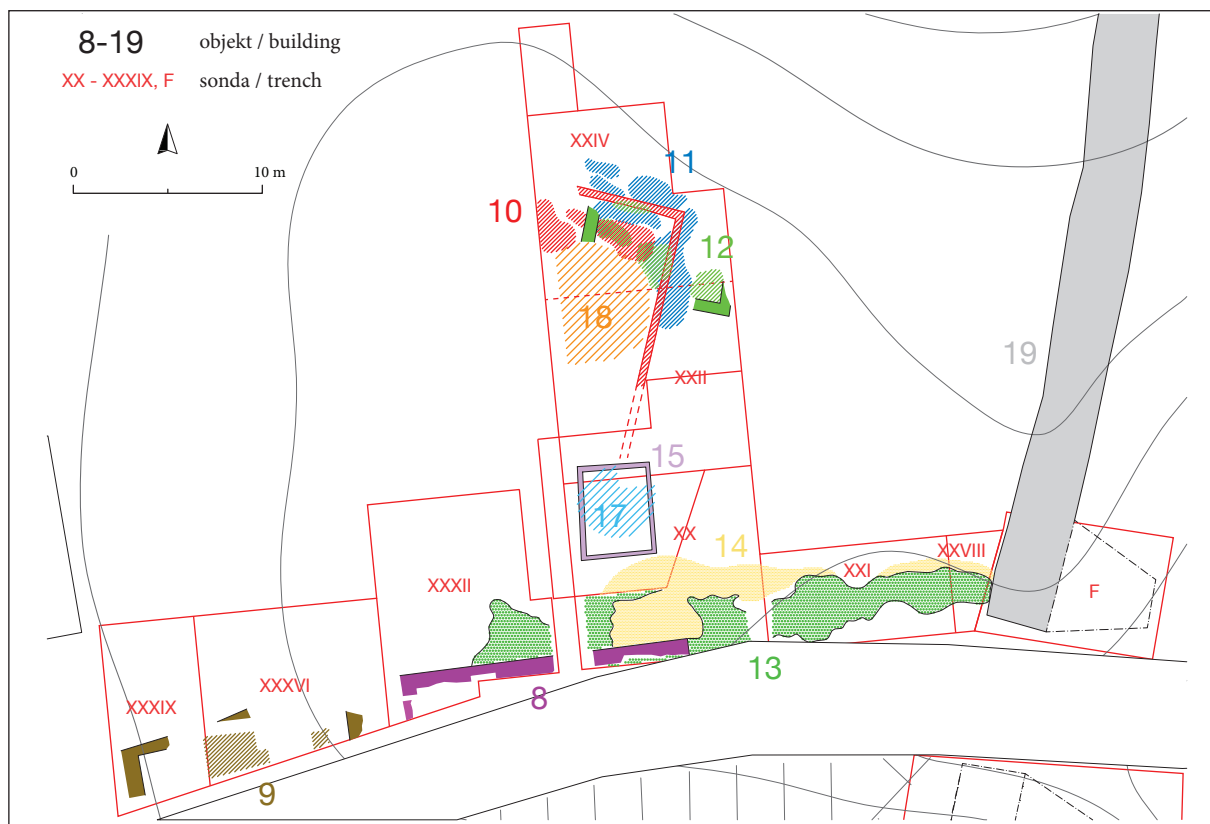 8-19 objekt / building
XX - XXXIX, F sonda / trench
0 10 m
XXIV
11
10
12
18
19
XXII
15
17
XX
14
XXI
XXVIII
XXXII
F
13
XXXVI
8
XXXIX
9